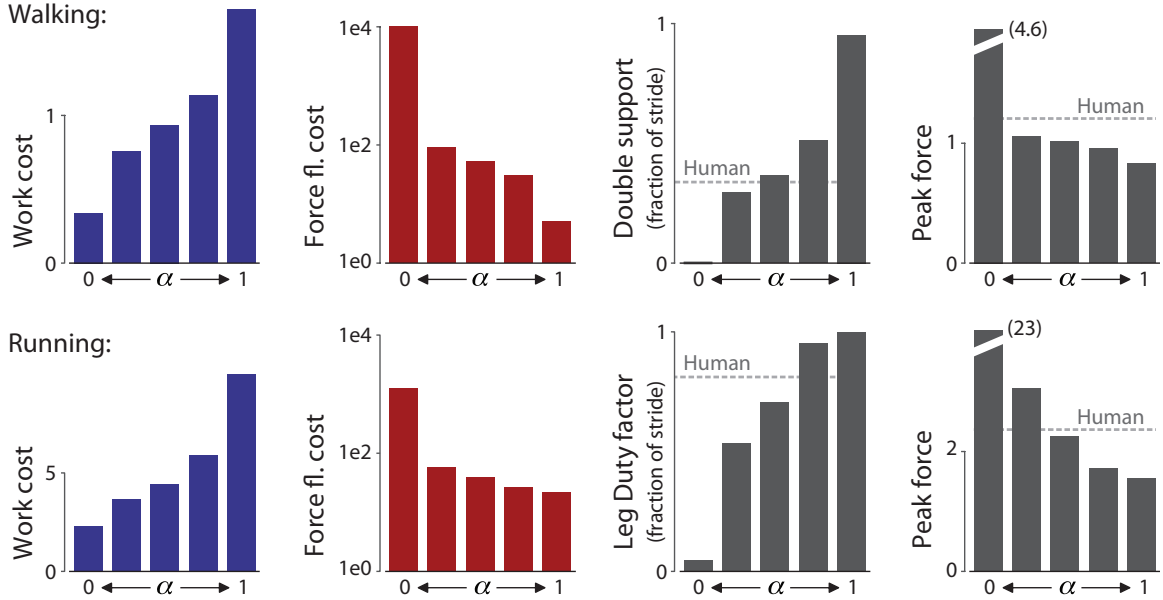 Walking:
Work cost
1
0
0 ← α → 1
Force fl. cost
1e4
1e2
1e0
0 ← α → 1
Double support
(fraction of stride)
1
0
Human
0 ← α → 1
Peak force
1
0
(4.6)
Human
0 ← α → 1
Running:
Work cost
5
0
0 ← α → 1
Force fl. cost
1e4
1e2
1e0
0 ← α → 1
Leg Duty factor
(fraction of stride)
1
0
Human
0 ← α → 1
Peak force
2
0
(23)
Human
0 ← α → 1